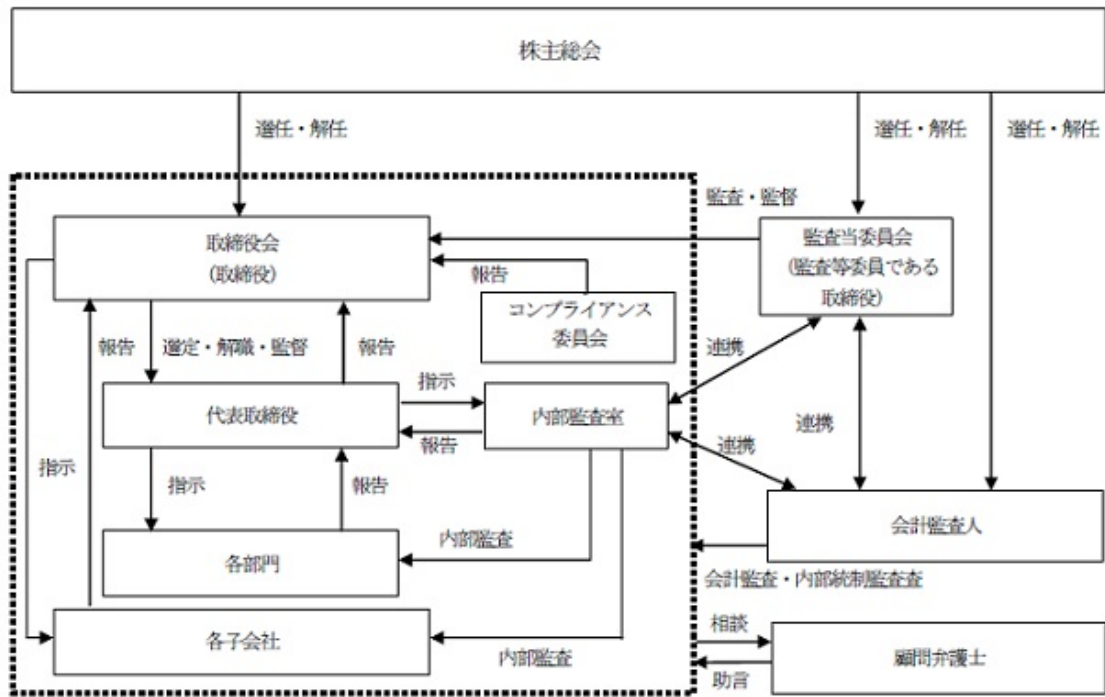 株主総会
選任・解任
選任・解任
選任・解任
監査・監督
取締役会
(取締役)
監査当委員会
(監査等委員である
取締役)
報告
コンプライアンス
委員会
報告
選定・解職・監督
報告
連携
指示
代表取締役
内部監査室
連携
報告
連携
指示
指示
報告
会計監査人
内部監査
各部門
会計監査・内部統制監査査
相談
各子会社
内部監査
顧問弁護士
助言